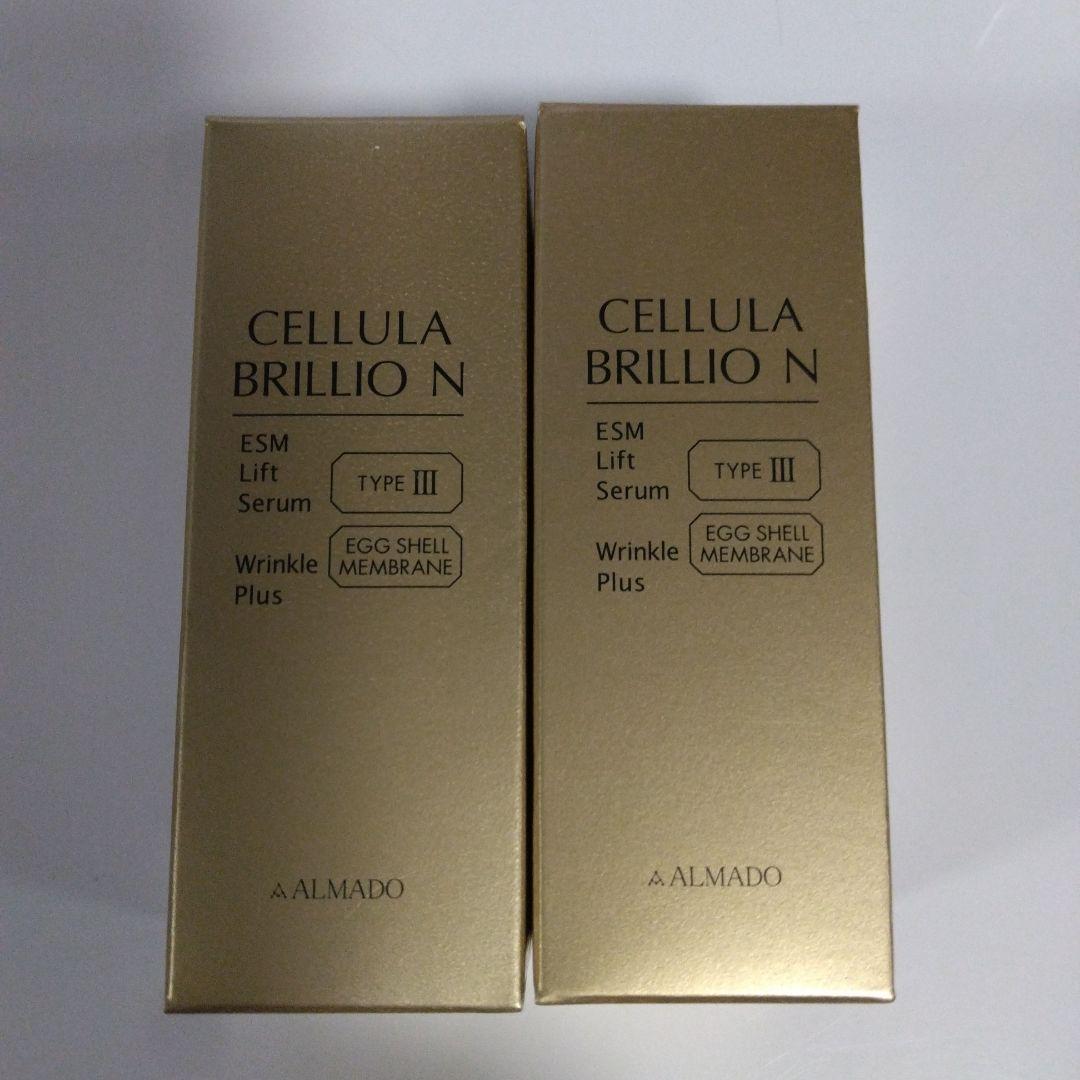 CELLULA
BRILLIO N
ESM
Lift
Serum
TYPE III
Wrinkle
Plus
EGG SHELL
MEMBRANE
ALMADO
CELLULA
BRILLIO N
ESM
Lift
Serum
TYPE III
Wrinkle
Plus
EGG SHELL
MEMBRANE
ALMADO